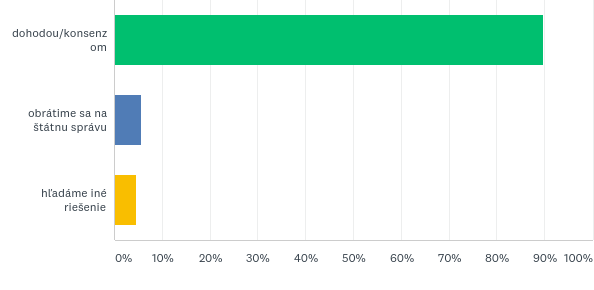 dohodou/konsenz
om
obrátime sa na
štátnu správu
hľadáme iné
riešenie
0% 10% 20% 30% 40% 50% 60% 70% 80% 90% 100%